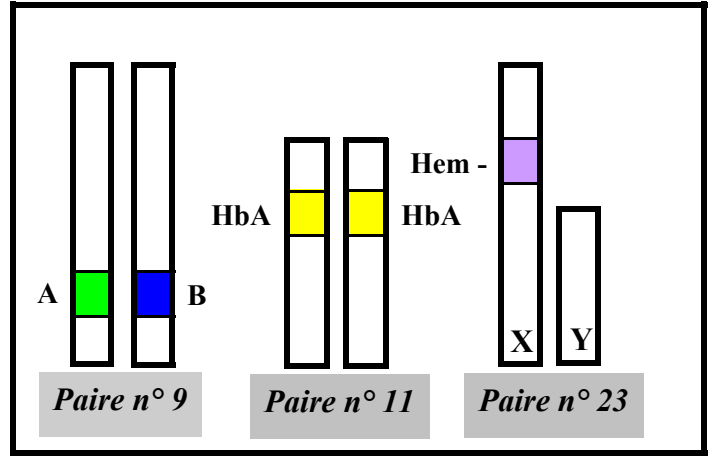 Hem -
HbA HbA
A B
X Y
Paire n° 9 Paire n° 11 Paire n° 23